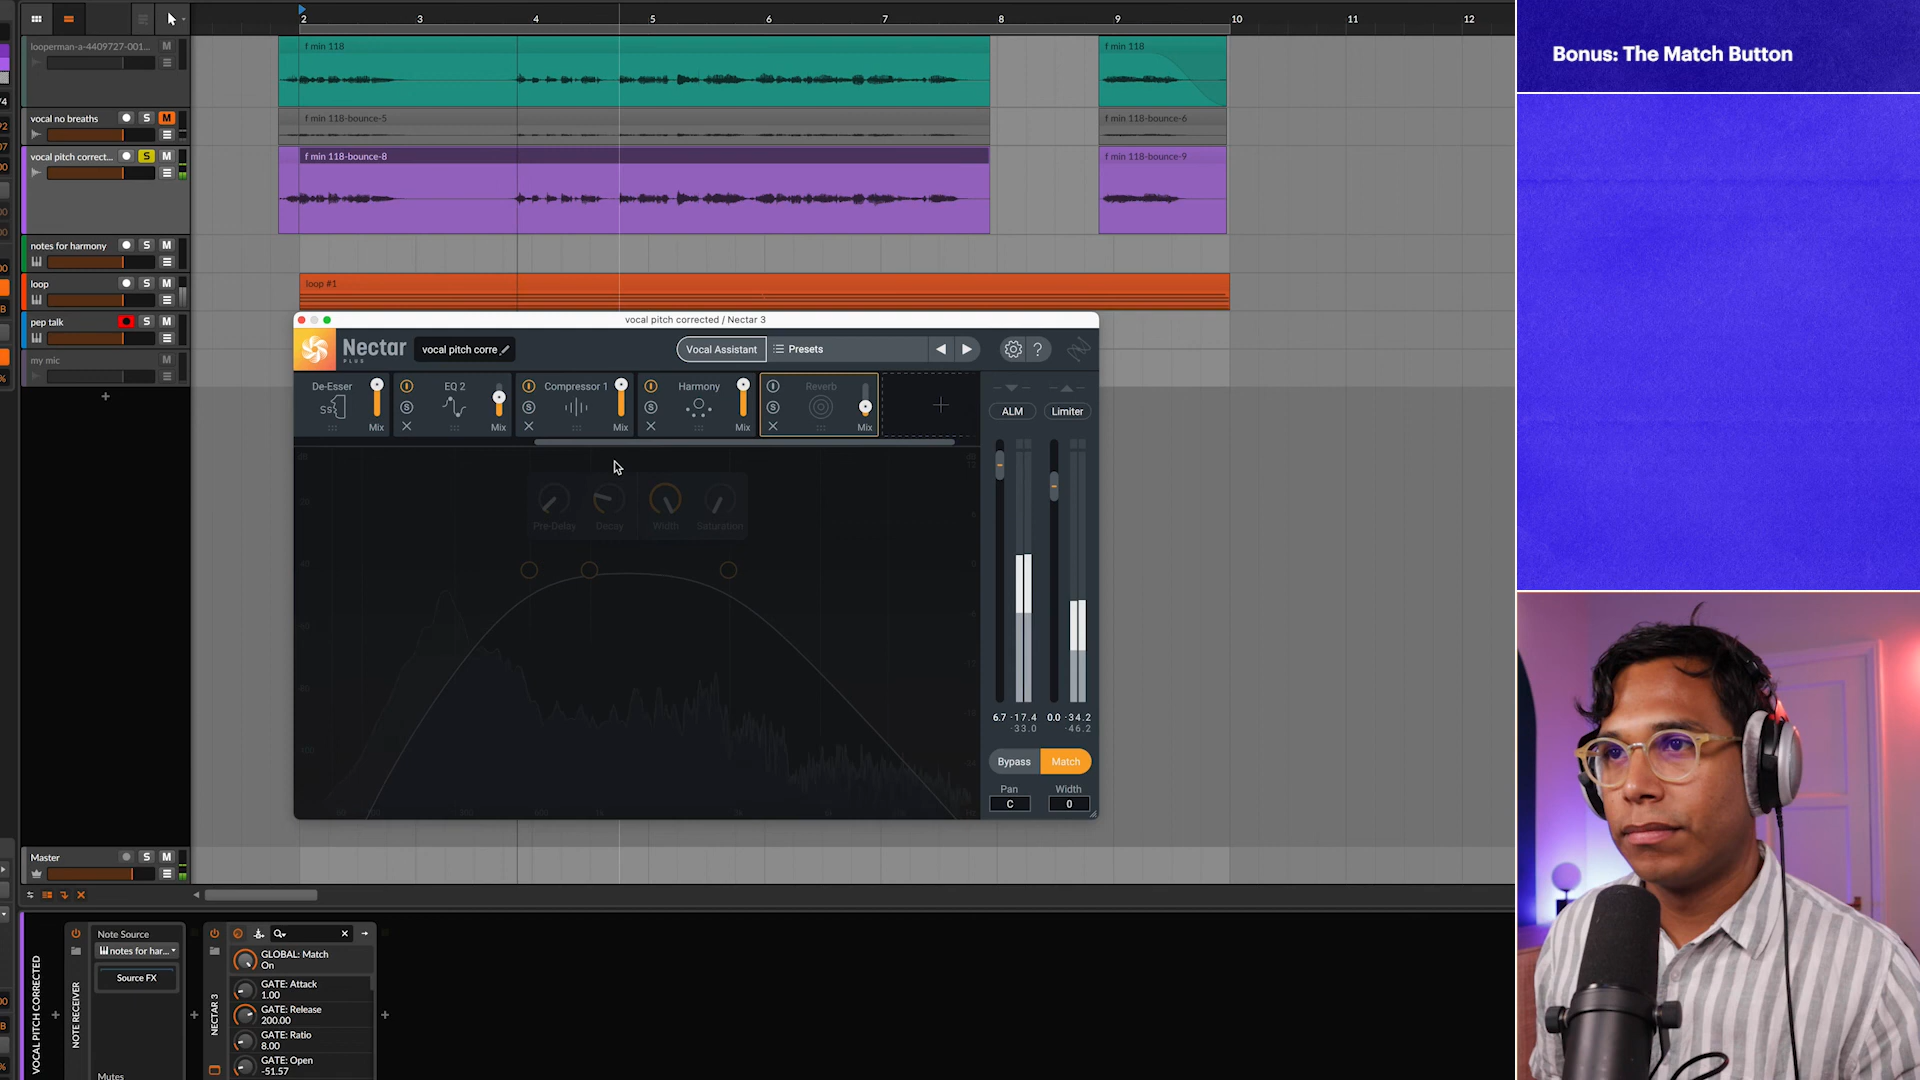 2 3 4 5 6 7 8 9 10 11 12
Bonus: The Match Button
looperman-a-4409727-001... M
f min 118
f min 118
vocal no breaths S M
f min 118-bounce-5
f min 118-bounce-6
vocal pitch correct... S M
f min 118-bounce-8
f min 118-bounce-9
notes for harmony S M
loop S M
loop #1
pep talk S M
my mic M
vocal pitch corrected / Nectar 3
Nectar
PLUS
vocal pitch corre
Vocal Assistant
Presets
?
De-Esser
Mix
EQ 2
S
Mix
Compressor 1
S
Mix
Harmony
S
Mix
Reverb
S
Mix
ALM
Limiter
Pre-Delay
Decay
Width
Saturation
6.7 -17.4
-33.0
0.0 -34.2
-46.2
Bypass
Match
Pan
C
Width
0
Master S M
VOCAL PITCH CORRECTED
NOTE RECEIVER
Note Source
notes for har...
Source FX
Mutes
NECTAR 3
GLOBAL: Match
On
GATE: Attack
1.00
GATE: Release
200.00
GATE: Ratio
8.00
GATE: Open
-51.57